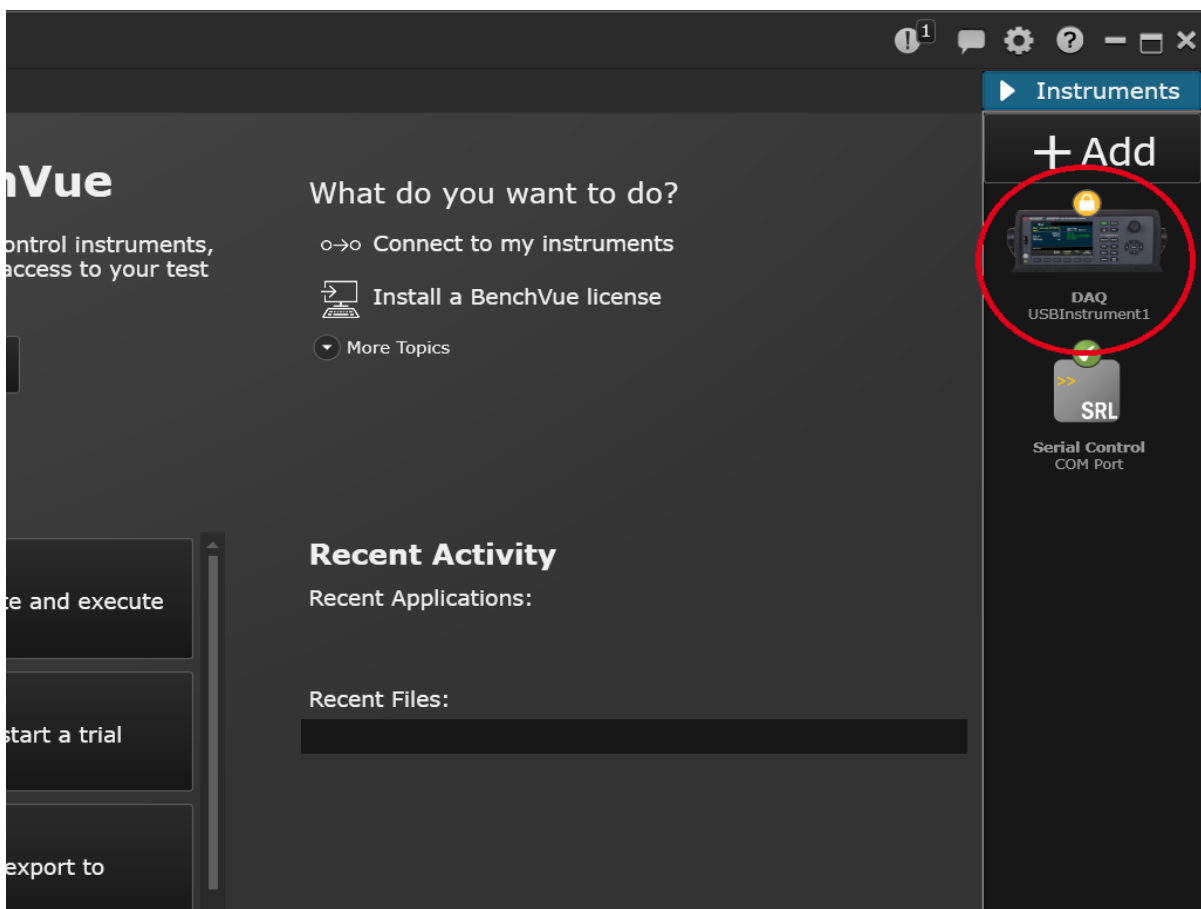 1
Instruments
+ Add
nVue
ontrol instruments,
access to your test
What do you want to do?
Connect to my instruments
Install a BenchVue license
More Topics
DAQ
USBInstrument1
>>
SRL
Serial Control
COM Port
Recent Activity
Recent Applications:
Recent Files:
te and execute
start a trial
export to